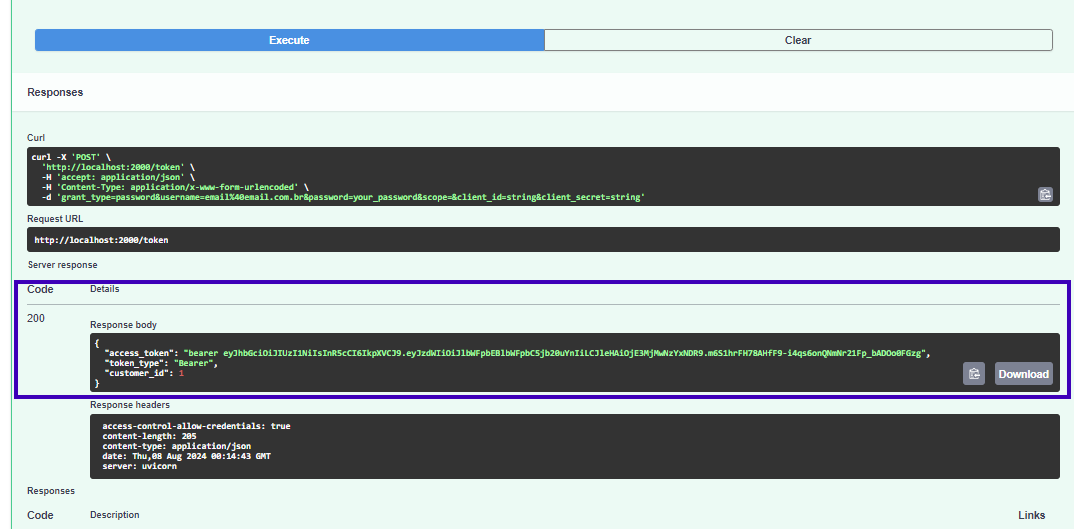 Execute
Clear
Responses
Curl
curl -X 'POST' \
'http://localhost:2000/token' \
-H 'accept: application/json' \
-H 'Content-Type: application/x-www-form-urlencoded' \
-d 'grant_type=password&username=email%40email.com.br&password=your_password&scope=&client_id=string&client_secret=string'
Request URL
http://localhost:2000/token
Server response
Code Details
200
Response body
{
"access_token": "bearer eyJhbGciOiJIUzI1NiIsInR5cCI6IkpXVCJ9.eyJzdWIiOiJlbWFpbEBlbWFpbC5jb20uYnIiLCJleHAiOjE3MjMwNzYxNDR9.m6S1hrFH78AHfF9-i4qs6onQNmNr21Fp_bADOo0FGzg",
"token_type": "Bearer",
"customer_id": 1
}
Download
Response headers
access-control-allow-credentials: true
content-length: 205
content-type: application/json
date: Thu,08 Aug 2024 00:14:43 GMT
server: uvicorn
Responses
Code Description Links